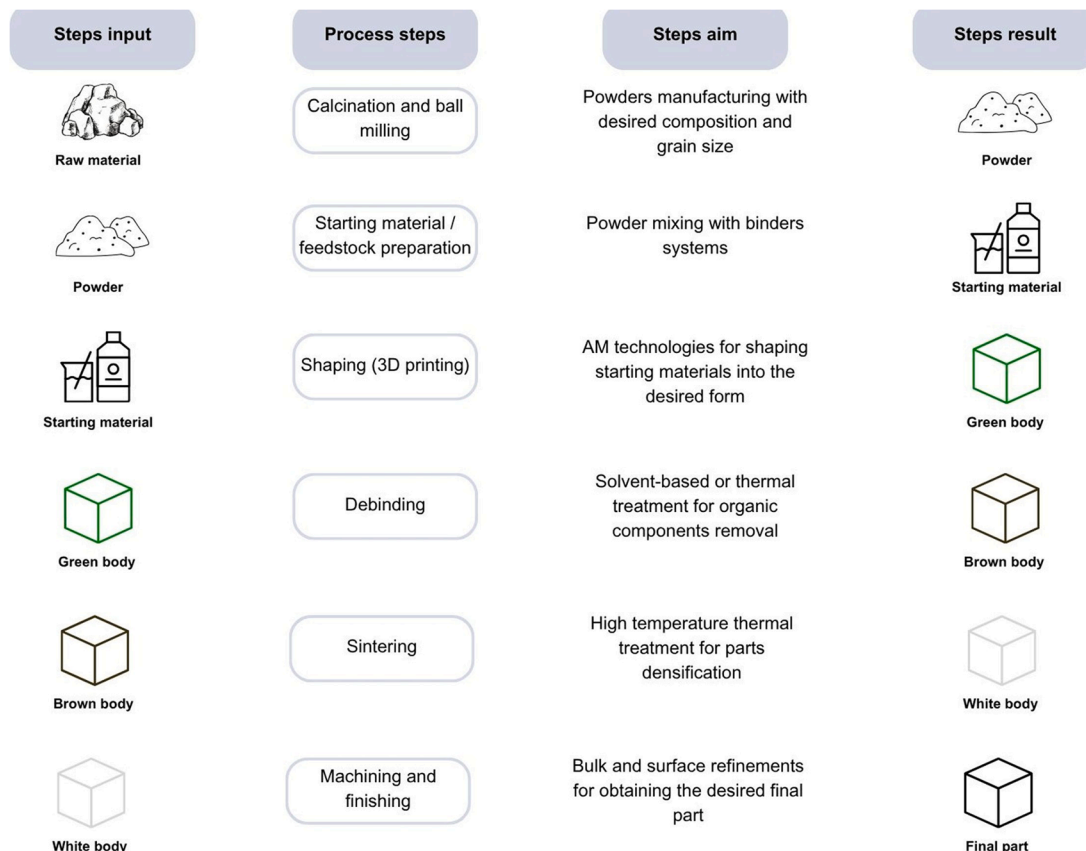 Steps input
Process steps
Steps aim
Steps result
Raw material
Calcination and ball
milling
Powders manufacturing with
desired composition and
grain size
Powder
Powder
Starting material /
feedstock preparation
Powder mixing with binders
systems
Starting material
Starting material
Shaping (3D printing)
AM technologies for shaping
starting materials into the
desired form
Green body
Green body
Debinding
Solvent-based or thermal
treatment for organic
components removal
Brown body
Brown body
Sintering
High temperature thermal
treatment for parts
densification
White body
White body
Machining and
finishing
Bulk and surface refinements
for obtaining the desired final
part
Final part